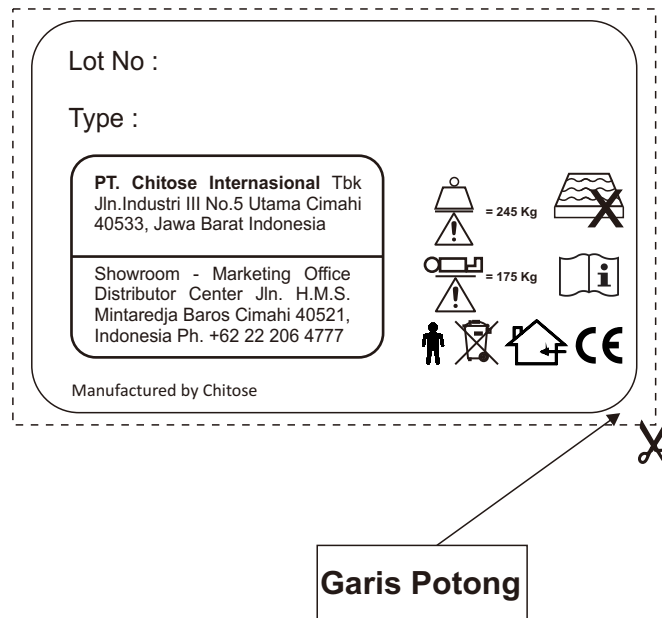 Lot No :
Type :
PT. Chitose Internasional Tbk
Jln.Industri III No.5 Utama Cimahi
40533, Jawa Barat Indonesia
Showroom - Marketing Office
Distributor Center Jln. H.M.S.
Mintaredja Baros Cimahi 40521,
Indonesia Ph. +62 22 206 4777
= 245 Kg
= 175 Kg
i
CE
Manufactured by Chitose
Garis Potong